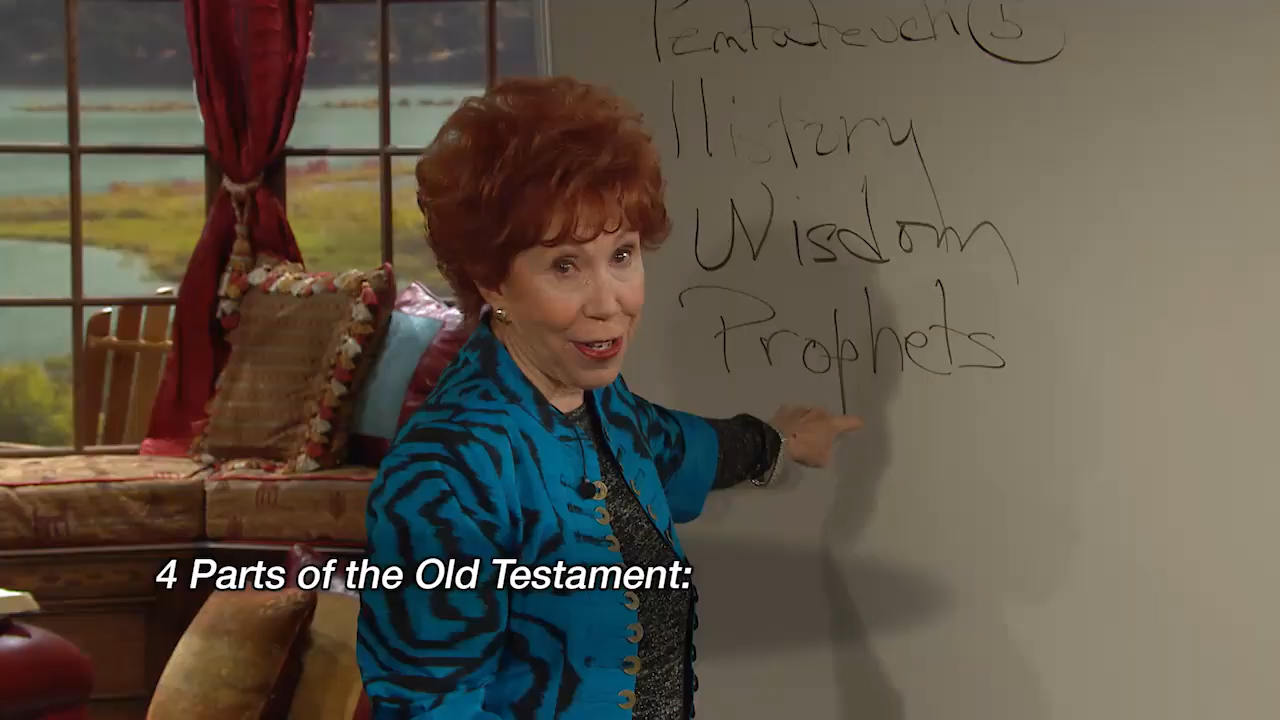 Pentateuch (5)
History
Wisdom
Prophets
4 Parts of the Old Testament: